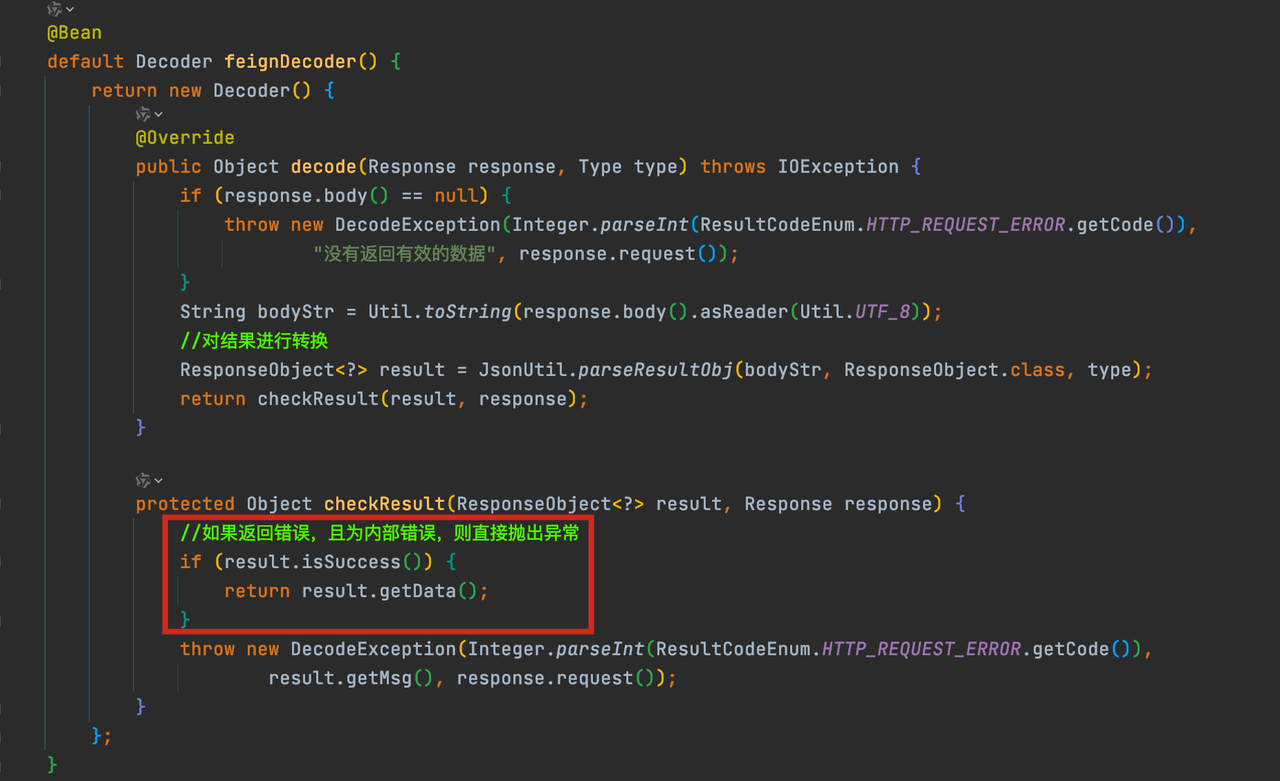 @Bean
default Decoder feignDecoder() {
return new Decoder() {
@Override
public Object decode(Response response, Type type) throws IOException {
if (response.body() == null) {
throw new DecodeException(Integer.parseInt(ResultCodeEnum.HTTP_REQUEST_ERROR.getCode()),
"没有返回有效的数据", response.request());
}
String bodyStr = Util.toString(response.body().asReader(Util.UTF_8));
//对结果进行转换
ResponseObject<?> result = JsonUtil.parseResultObj(bodyStr, ResponseObject.class, type);
return checkResult(result, response);
}
protected Object checkResult(ResponseObject<?> result, Response response) {
//如果返回错误，且为内部错误，则直接抛出异常
if (result.isSuccess()) {
return result.getData();
}
throw new DecodeException(Integer.parseInt(ResultCodeEnum.HTTP_REQUEST_ERROR.getCode()),
result.getMsg(), response.request());
}
};
}